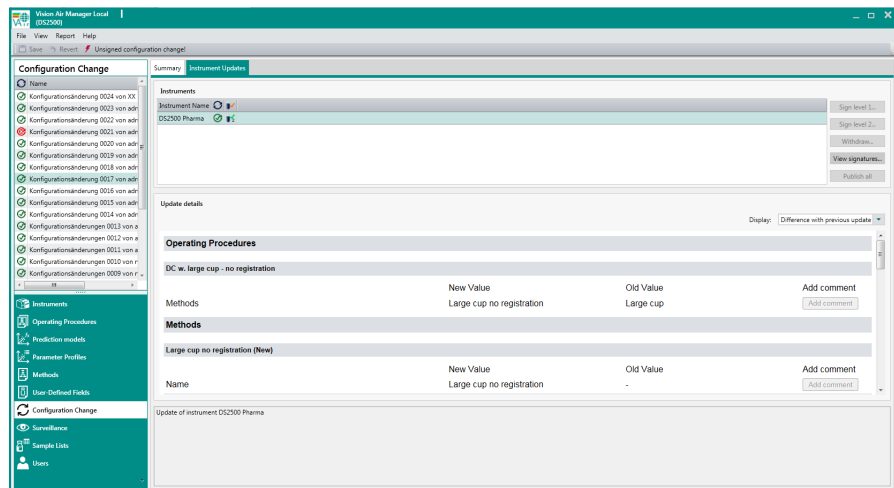 Vision Air Manager Local
(DS2500)
File View Report Help
Save Revert Unsigned configuration change!
Configuration Change
Name
Konfigurationsänderung 0024 von XX
Konfigurationsänderung 0023 von adr
Konfigurationsänderung 0022 von adr
Konfigurationsänderung 0021 von adr
Konfigurationsänderung 0020 von adr
Konfigurationsänderung 0019 von adr
Konfigurationsänderung 0018 von adr
Konfigurationsänderung 0017 von adr
Konfigurationsänderung 0016 von adr
Konfigurationsänderung 0015 von adr
Konfigurationsänderung 0014 von adr
Konfigurationsänderungen 0013 von a
Konfigurationsänderungen 0012 von a
Konfigurationsänderungen 0011 von a
Konfigurationsänderungen 0010 von r
Konfigurationsänderungen 0009 von r
Instruments
Operating Procedures
Prediction models
Parameter Profiles
Methods
User-Defined Fields
Configuration Change
Surveillance
Sample Lists
Users
Summary Instrument Updates
Instruments
Instrument Name
DS2500 Pharma
Sign level 1...
Sign level 2...
Withdraw...
View signatures...
Publish all
Update details
Display: Difference with previous update
Operating Procedures
DC w. large cup - no registration
New Value Old Value Add comment
Methods Large cup no registration Large cup Add comment
Methods
Large cup no registration (New)
New Value Old Value Add comment
Name Large cup no registration - Add comment
Update of instrument DS2500 Pharma